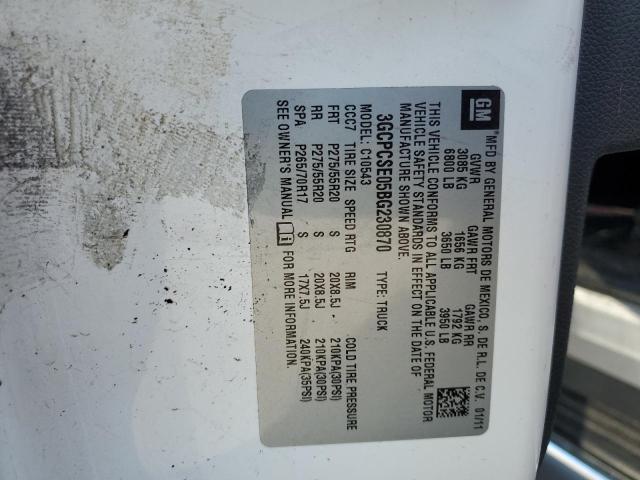 GM MFD BY GENERAL MOTORS DE MEXICO, S. DE R.L. DE C.V. 01/11
GVWR GAWR FRT GAWR RR
3085 KG 1656 KG 1792 KG
6800 LB 3650 LB 3950 LB
THIS VEHICLE CONFORMS TO ALL APPLICABLE U.S. FEDERAL MOTOR
VEHICLE SAFETY STANDARDS IN EFFECT ON THE DATE OF
MANUFACTURE SHOWN ABOVE.
3GCPCSE05BG230870 TYPE: TRUCK
MODEL: C10543
CCC7 TIRE SIZE SPEED RTG RIM COLD TIRE PRESSURE
FRT P275/55R20 S 20X8.5J 210KPA(30PSI)
RR P275/55R20 S 20X8.5J 210KPA(30PSI)
SPA P265/70R17 S 17X7.5J 240KPA(35PSI)
SEE OWNER'S MANUAL FOR MORE INFORMATION.